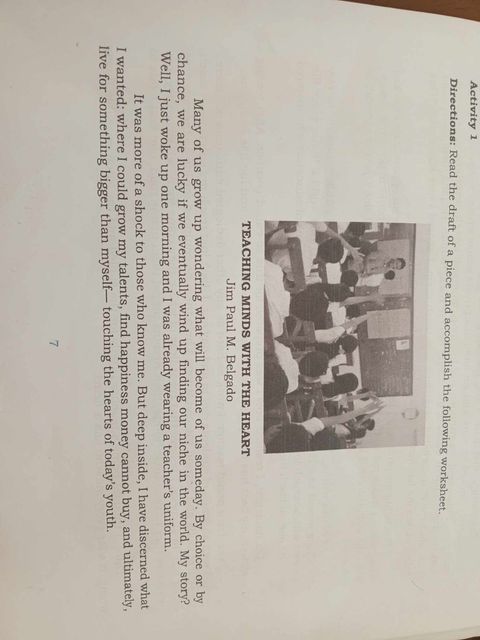 Activity 1
Directions: Read the draft of a piece and accomplish the following worksheet.
TEACHING MINDS WITH THE HEART
Jim Paul M. Belgado
Many of us grow up wondering what will become of us someday. By choice or by
chance, we are lucky if we eventually wind up finding our niche in the world. My story?
Well, I just woke up one morning and I was already wearing a teacher's uniform.
It was more of a shock to those who know me. But deep inside, I have discerned what
I wanted: where I could grow my talents, find happiness money cannot buy, and ultimately,
live for something bigger than myself— touching the hearts of today's youth.
7